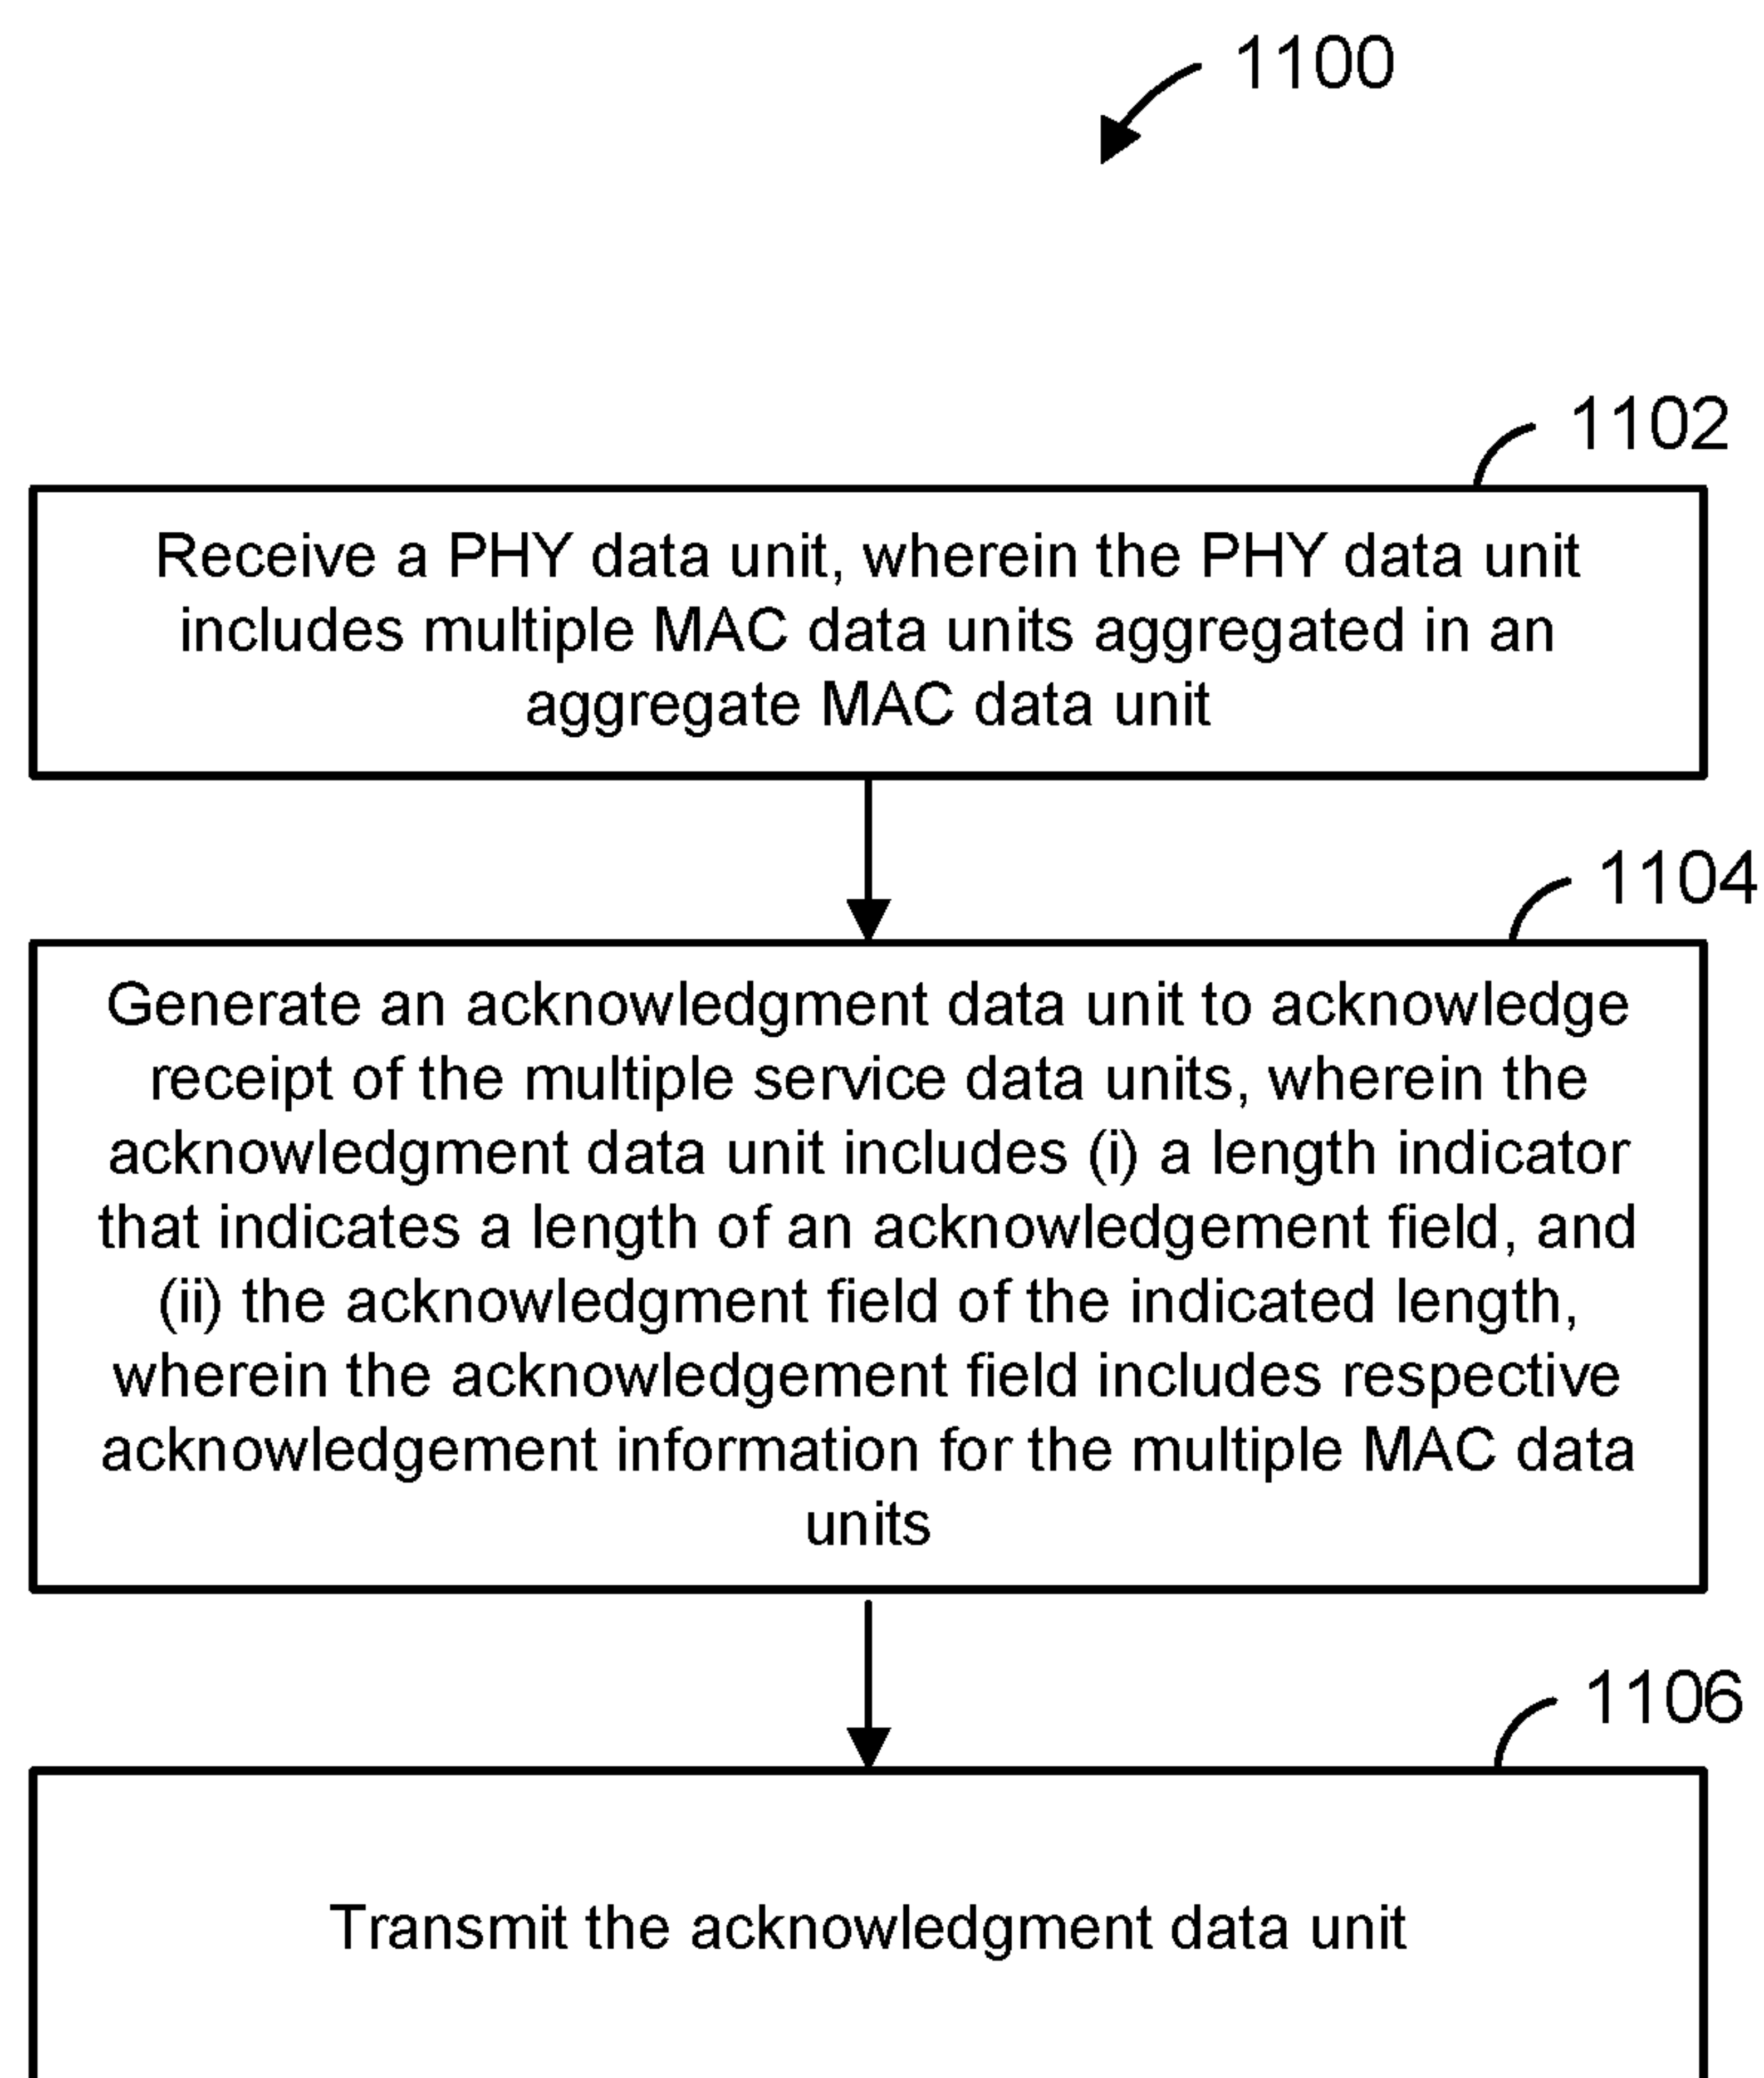 1100
1102
Receive a PHY data unit, wherein the PHY data unit
includes multiple MAC data units aggregated in an
aggregate MAC data unit
1104
Generate an acknowledgment data unit to acknowledge
receipt of the multiple service data units, wherein the
acknowledgment data unit includes (i) a length indicator
that indicates a length of an acknowledgement field, and
(ii) the acknowledgment field of the indicated length,
wherein the acknowledgement field includes respective
acknowledgement information for the multiple MAC data
units
1106
Transmit the acknowledgment data unit